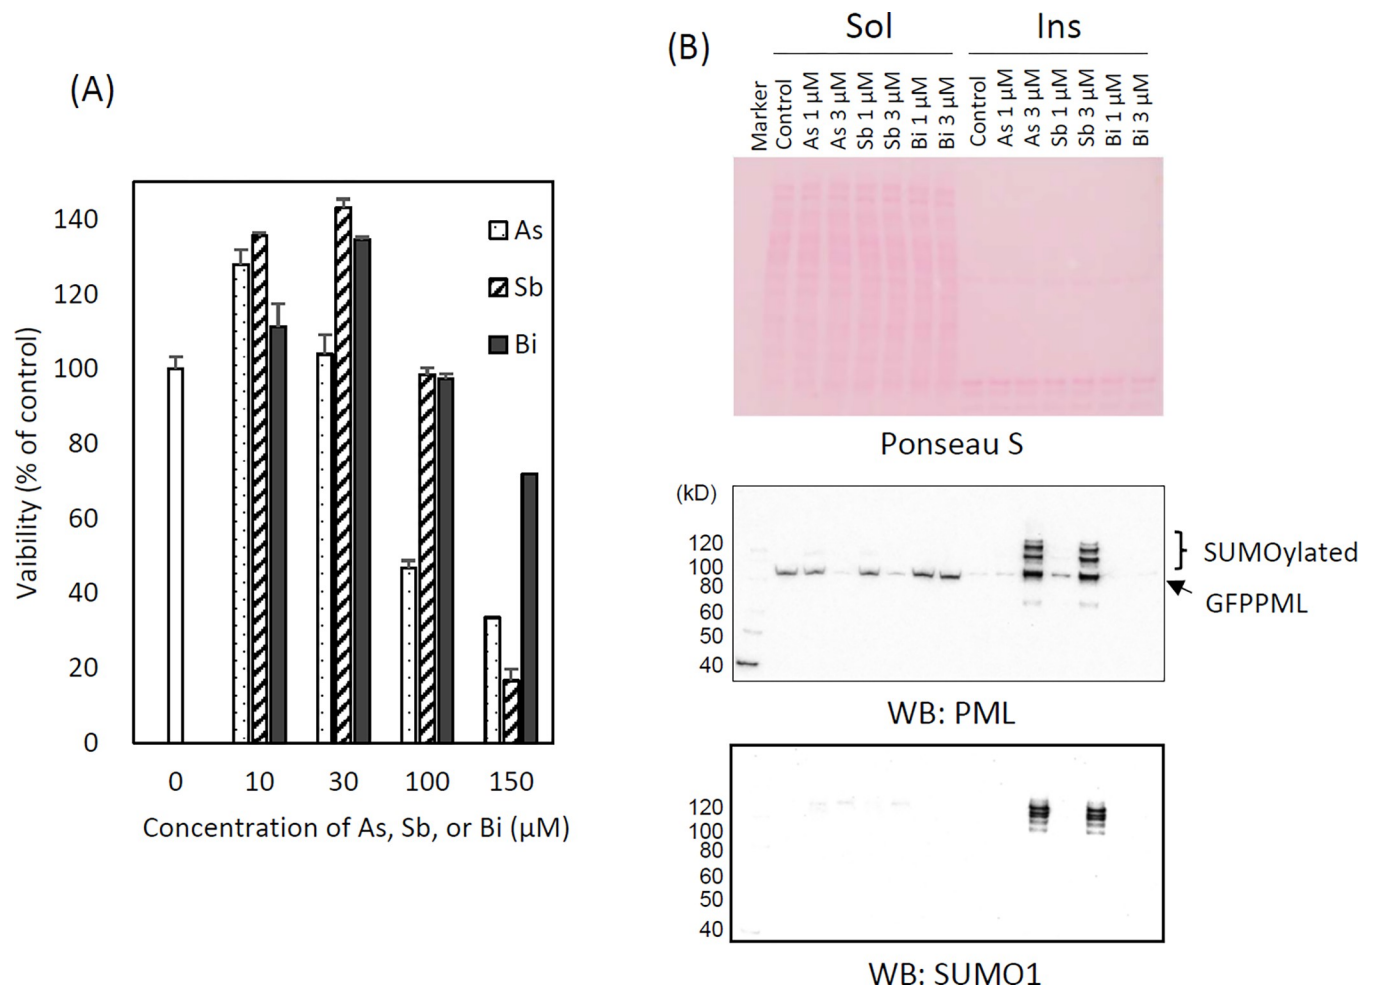 (A)
Vaibility (% of control)
140
120
100
80
60
40
20
0
As
Sb
Bi
0 10 30 100 150
Concentration of As, Sb, or Bi (µM)
(B)
Sol Ins
Marker
Control
As 1 µM
As 3 µM
Sb 1 µM
Sb 3 µM
Bi 1 µM
Bi 3 µM
Control
As 1 µM
As 3 µM
Sb 1 µM
Sb 3 µM
Bi 1 µM
Bi 3 µM
Ponseau S
(kD)
120
100
80
60
50
40
SUMOylated
GFPPML
WB: PML
120
100
80
60
50
40
WB: SUMO1